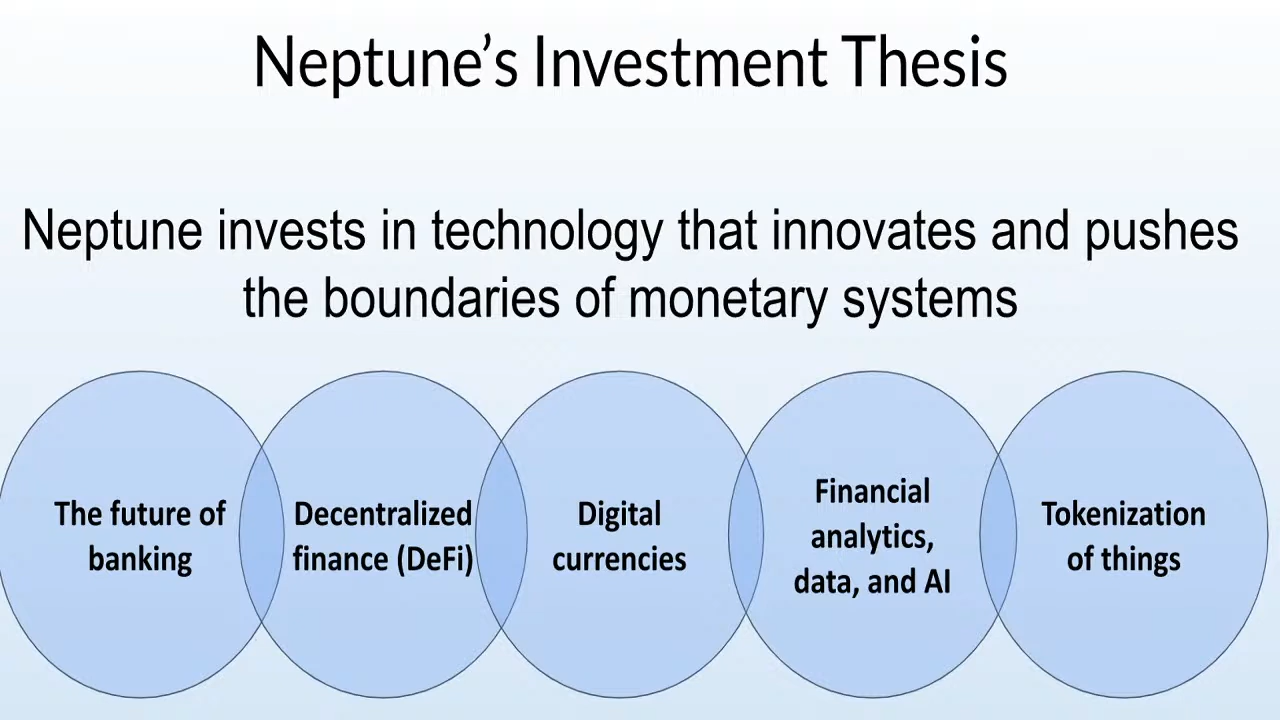 Neptune’s Investment Thesis
Neptune invests in technology that innovates and pushes
the boundaries of monetary systems
The future of
banking
Decentralized
finance (DeFi)
Digital
currencies
Financial
analytics,
data, and AI
Tokenization
of things